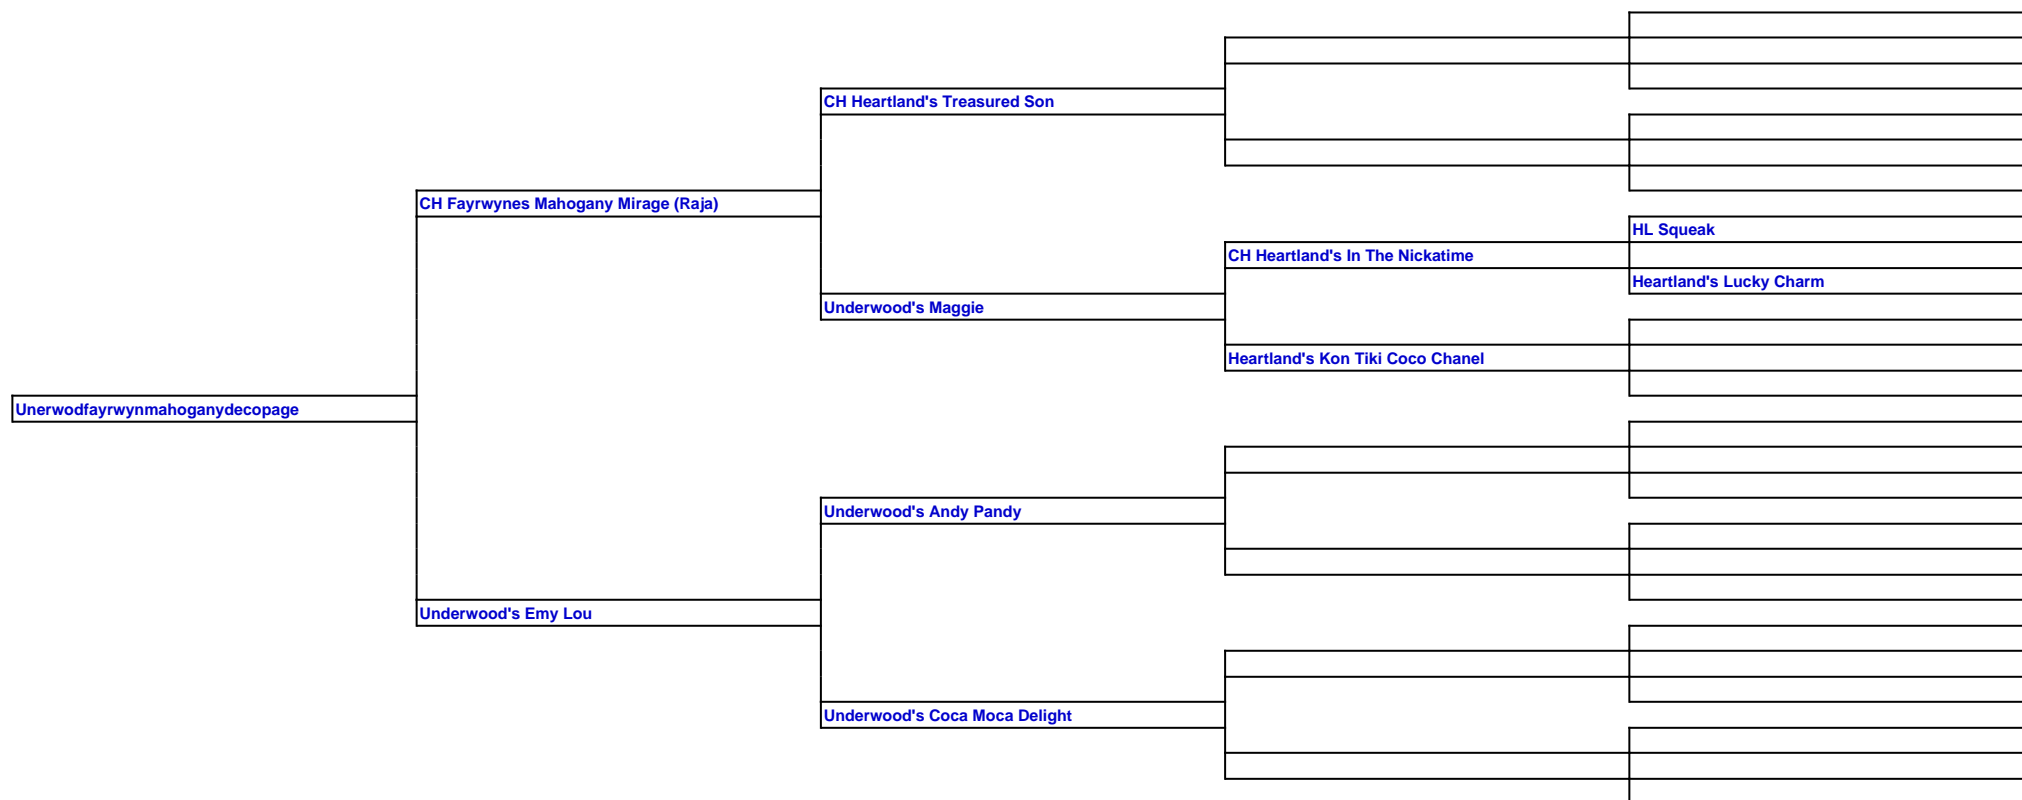 CH Heartland's Treasured Son
CH Fayrwynes Mahogany Mirage (Raja)
HL Squeak
CH Heartland's In The Nickatime
Heartland's Lucky Charm
Underwood's Maggie
Heartland's Kon Tiki Coco Chanel
Unerwodfayrwynmahoganydecopage
Underwood's Andy Pandy
Underwood's Emy Lou
Underwood's Coca Moca Delight